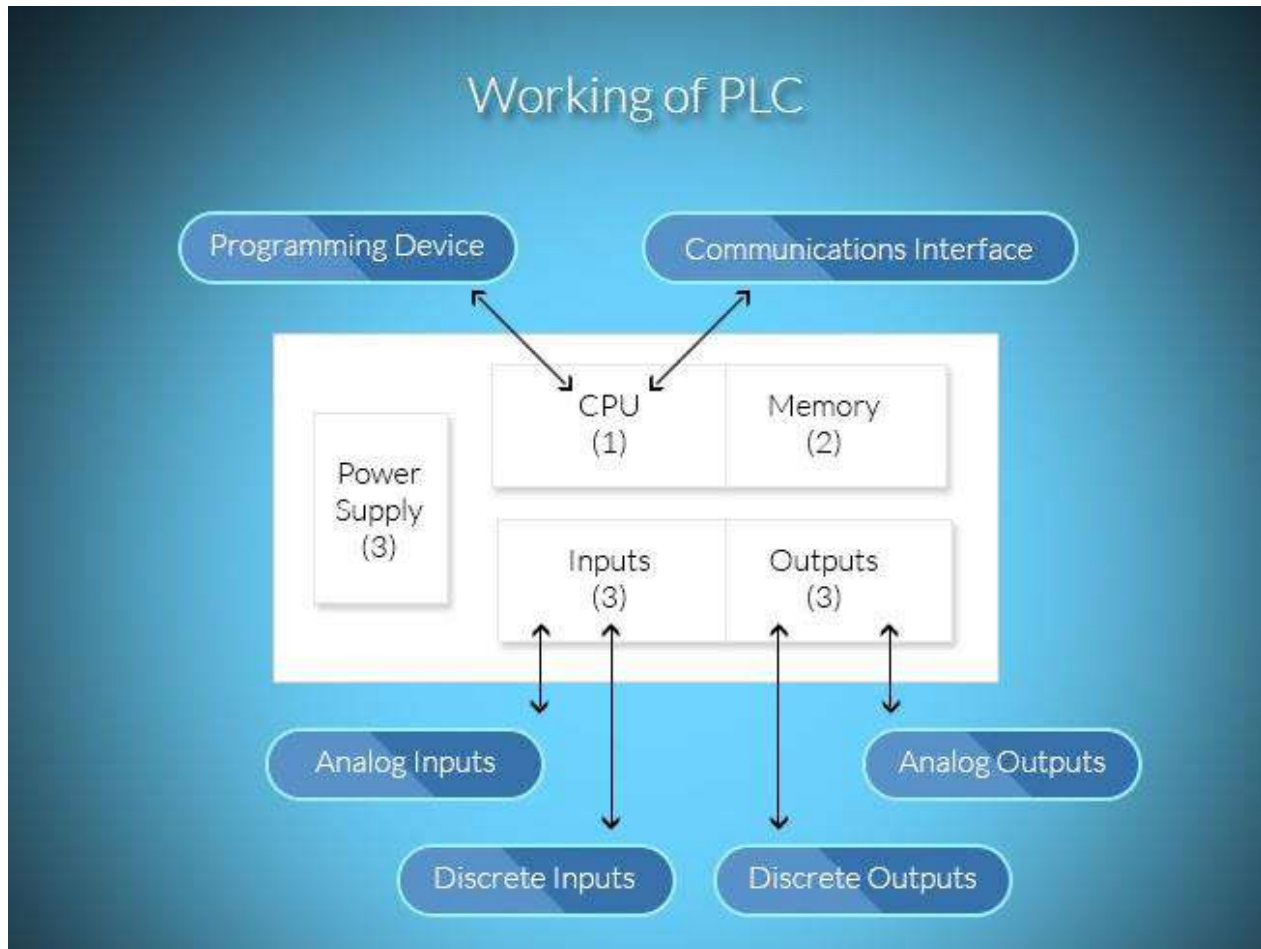 Working of PLC
Programming Device
Communications Interface
CPU
(1)
Memory
(2)
Power
Supply
(3)
Inputs
(3)
Outputs
(3)
Analog Inputs
Analog Outputs
Discrete Inputs
Discrete Outputs